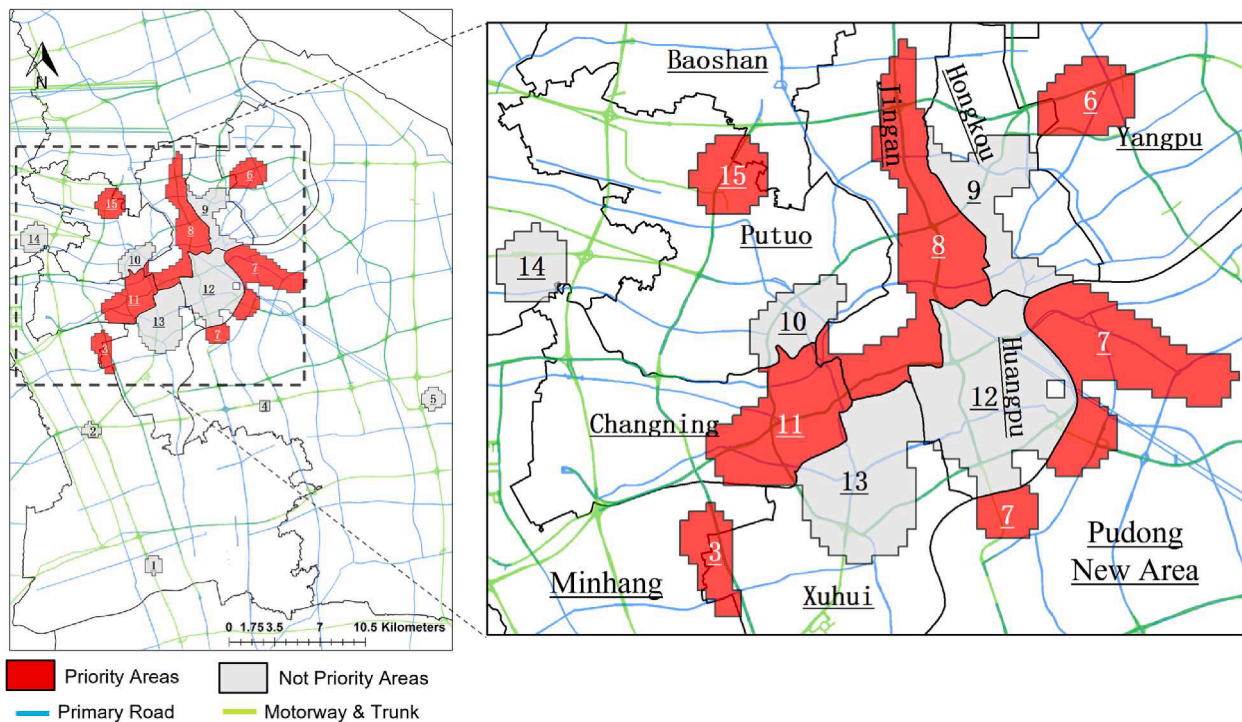 N
15
6
9
8
14
10
7
12
11
13
7
3
5
4
2
1
0 1.75 3.5 7 10.5 Kilometers
Baoshan
Jingan
Hongkou
6
Yangpu
15
9
Putuo
8
14
10
7
Huangpu
12
Changning
11
13
7
3
Pudong
New Area
Minhang
Xuhui
Priority Areas
Not Priority Areas
Primary Road
Motorway & Trunk